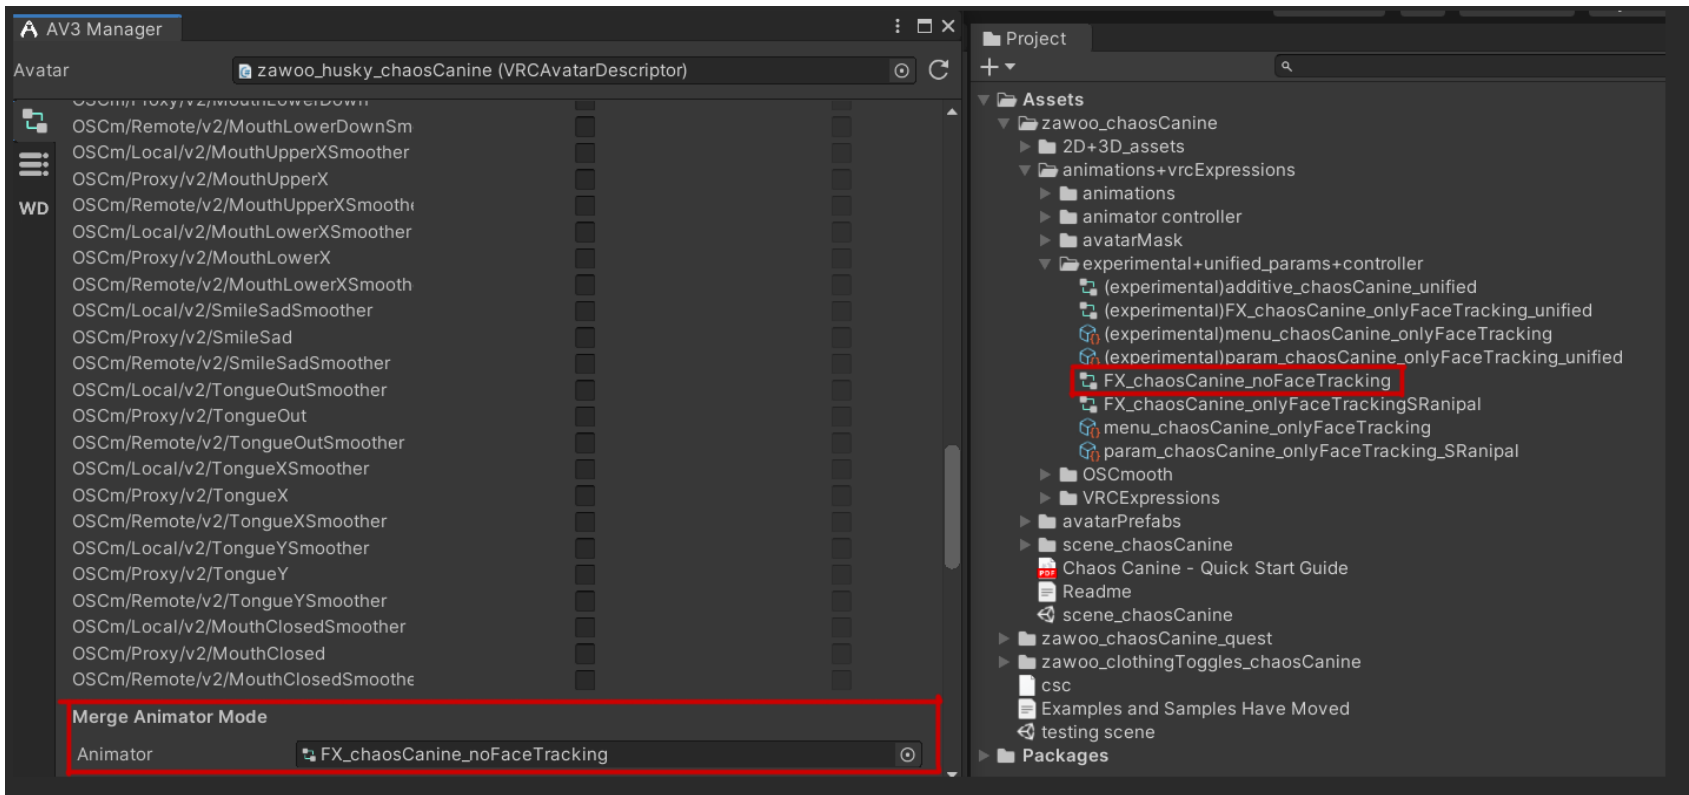 AV3 Manager
Avatar
zawoo_husky_chaosCanine (VRCAvatarDescriptor)
WD
OSCm/Proxy/v2/MouthLowerDown
OSCm/Remote/v2/MouthLowerDownSm
OSCm/Local/v2/MouthUpperXSmoother
OSCm/Proxy/v2/MouthUpperX
OSCm/Remote/v2/MouthUpperXSmoothe
OSCm/Local/v2/MouthLowerXSmoother
OSCm/Proxy/v2/MouthLowerX
OSCm/Remote/v2/MouthLowerXSmooth
OSCm/Local/v2/SmileSadSmoother
OSCm/Proxy/v2/SmileSad
OSCm/Remote/v2/SmileSadSmoother
OSCm/Local/v2/TongueOutSmoother
OSCm/Proxy/v2/TongueOut
OSCm/Remote/v2/TongueOutSmoother
OSCm/Local/v2/TongueXSmoother
OSCm/Proxy/v2/TongueX
OSCm/Remote/v2/TongueXSmoother
OSCm/Local/v2/TongueYSmoother
OSCm/Proxy/v2/TongueY
OSCm/Remote/v2/TongueYSmoother
OSCm/Local/v2/MouthClosedSmoother
OSCm/Proxy/v2/MouthClosed
OSCm/Remote/v2/MouthClosedSmoothe
Merge Animator Mode
Animator
FX_chaosCanine_noFaceTracking
Project
Assets
zawoo_chaosCanine
2D+3D_assets
animations+vrcExpressions
animations
animator controller
avatarMask
experimental+unified_params+controller
(experimental)additive_chaosCanine_unified
(experimental)FX_chaosCanine_onlyFaceTracking_unified
(experimental)menu_chaosCanine_onlyFaceTracking
(experimental)param_chaosCanine_onlyFaceTracking_unified
FX_chaosCanine_noFaceTracking
FX_chaosCanine_onlyFaceTrackingSRanipal
menu_chaosCanine_onlyFaceTracking
param_chaosCanine_onlyFaceTracking_SRanipal
OSCmooth
VRCExpressions
avatarPrefabs
scene_chaosCanine
Chaos Canine - Quick Start Guide
Readme
scene_chaosCanine
zawoo_chaosCanine_quest
zawoo_clothingToggles_chaosCanine
csc
Examples and Samples Have Moved
testing scene
Packages